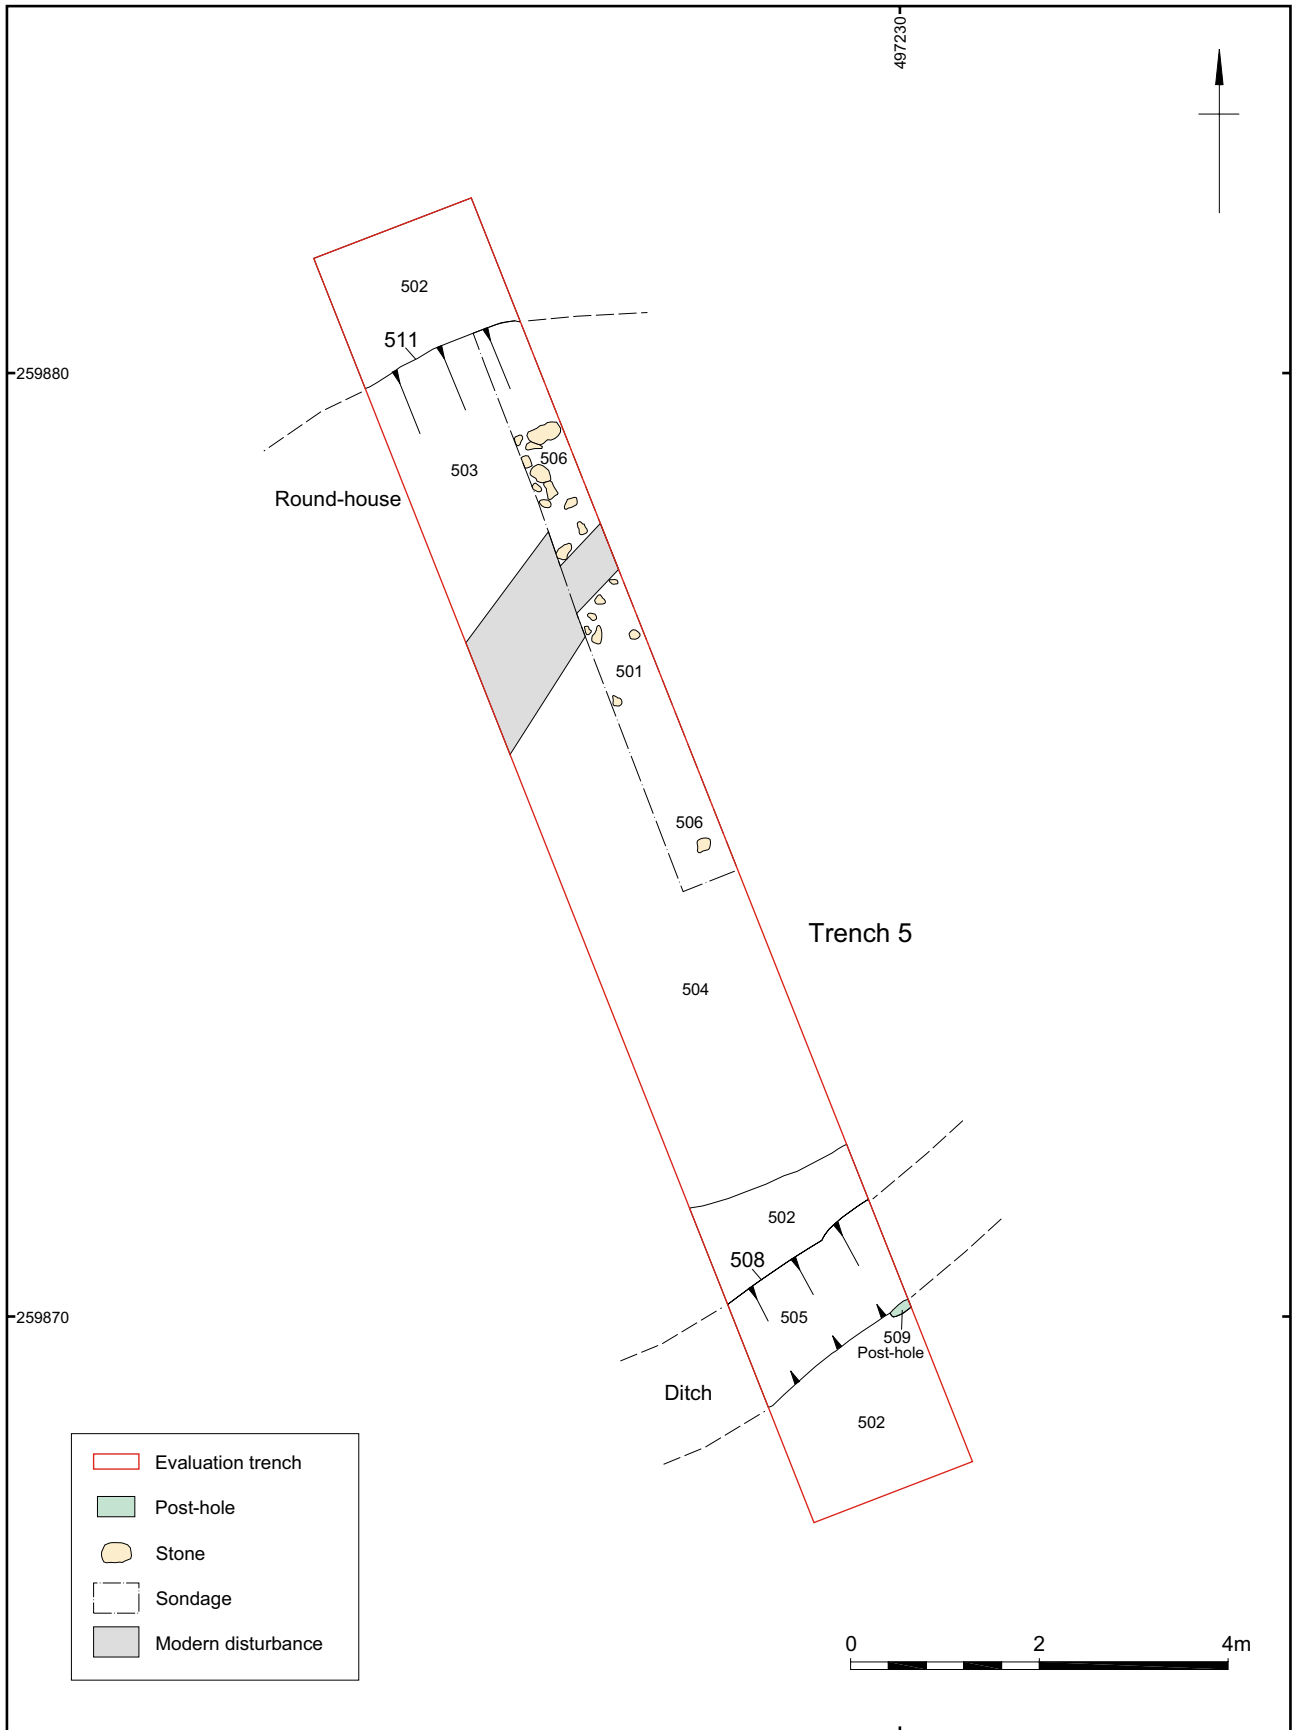 497230
502
511
259880
506
503
Round-house
501
506
Trench 5
504
502
508
259870
505
509
Post-hole
Ditch
502
Evaluation trench
Post-hole
Stone
Sondage
Modern disturbance
0 2 4m